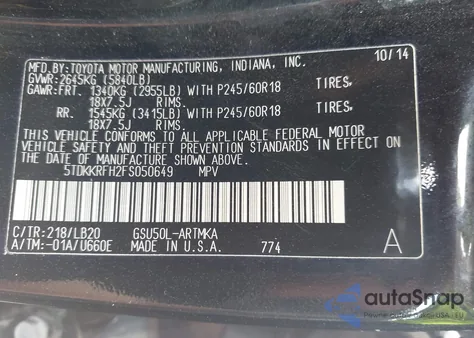 MFD. BY: TOYOTA MOTOR MANUFACTURING, INDIANA, INC. 10/14
GVWR: 2645KG (5840LB)
GAWR: FRT. 1340KG (2955LB) WITH P245/60R18 TIRES,
18X7.5J RIMS.
RR. 1545KG (3415LB) WITH P245/60R18 TIRES,
18X7.5J RIMS.
THIS VEHICLE CONFORMS TO ALL APPLICABLE FEDERAL MOTOR
VEHICLE SAFETY AND THEFT PREVENTION STANDARDS IN EFFECT ON
THE DATE OF MANUFACTURE SHOWN ABOVE.
5TDKKRFH2FS050649 MPV
C/TR: 218/LB20 GSU50L-ARTMKA
A/TM: -01A/U660E MADE IN U.S.A. 774 A
autoSnap
Powered by AuctionUSA